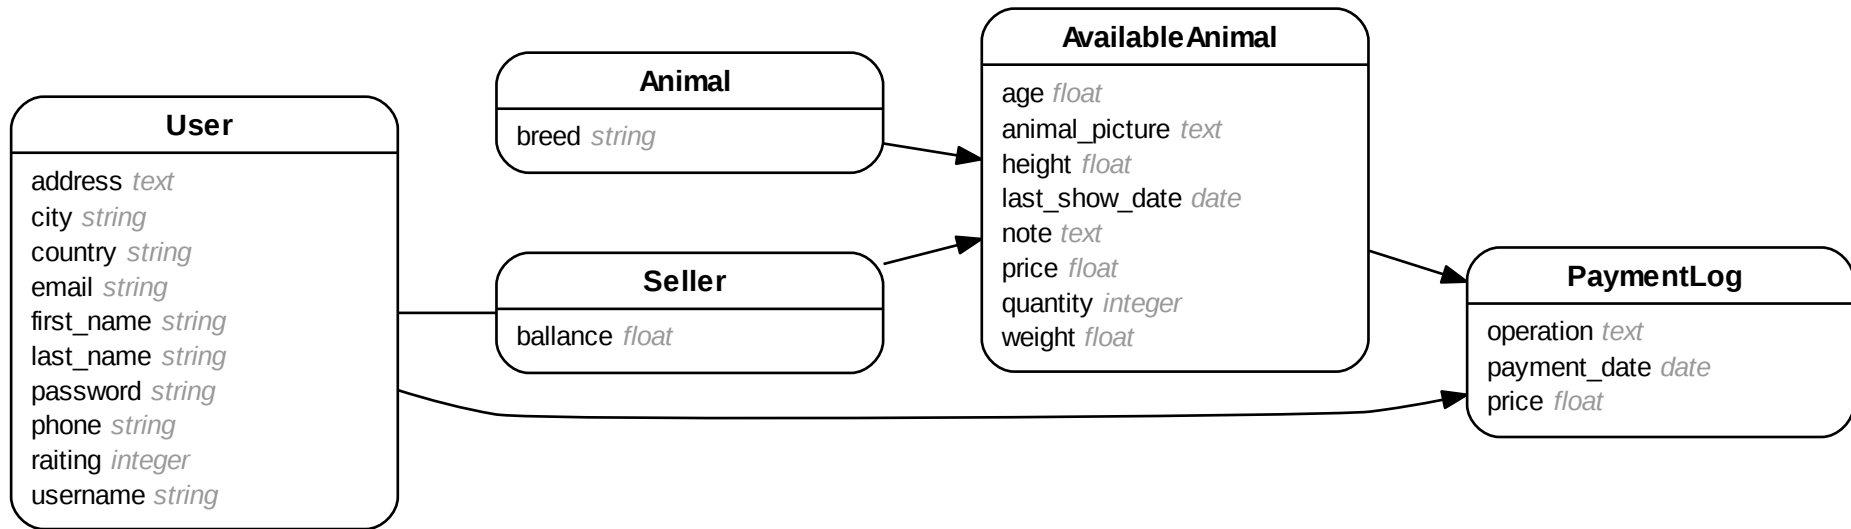 User
address text
city string
country string
email string
first_name string
last_name string
password string
phone string
raiting integer
username string
Animal
breed string
Seller
ballance float
AvailableAnimal
age float
animal_picture text
height float
last_show_date date
note text
price float
quantity integer
weight float
PaymentLog
operation text
payment_date date
price float